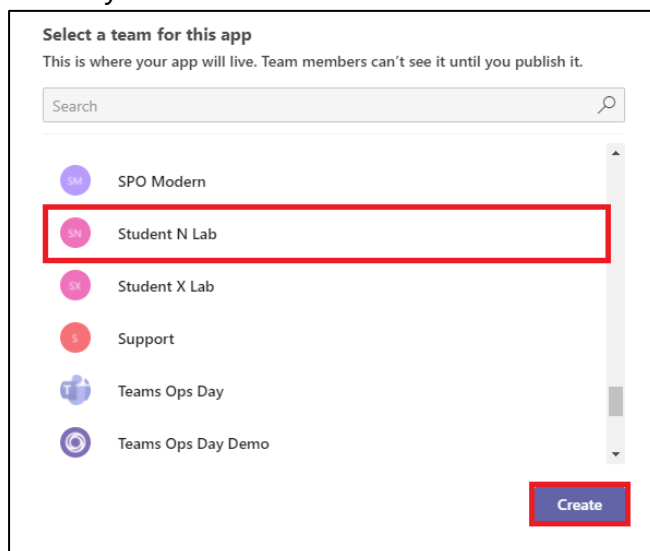 Select a team for this app
This is where your app will live. Team members can't see it until you publish it.
Search
SM SPO Modern
SN Student N Lab
SX Student X Lab
S Support
T Teams Ops Day
Teams Ops Day Demo
Create